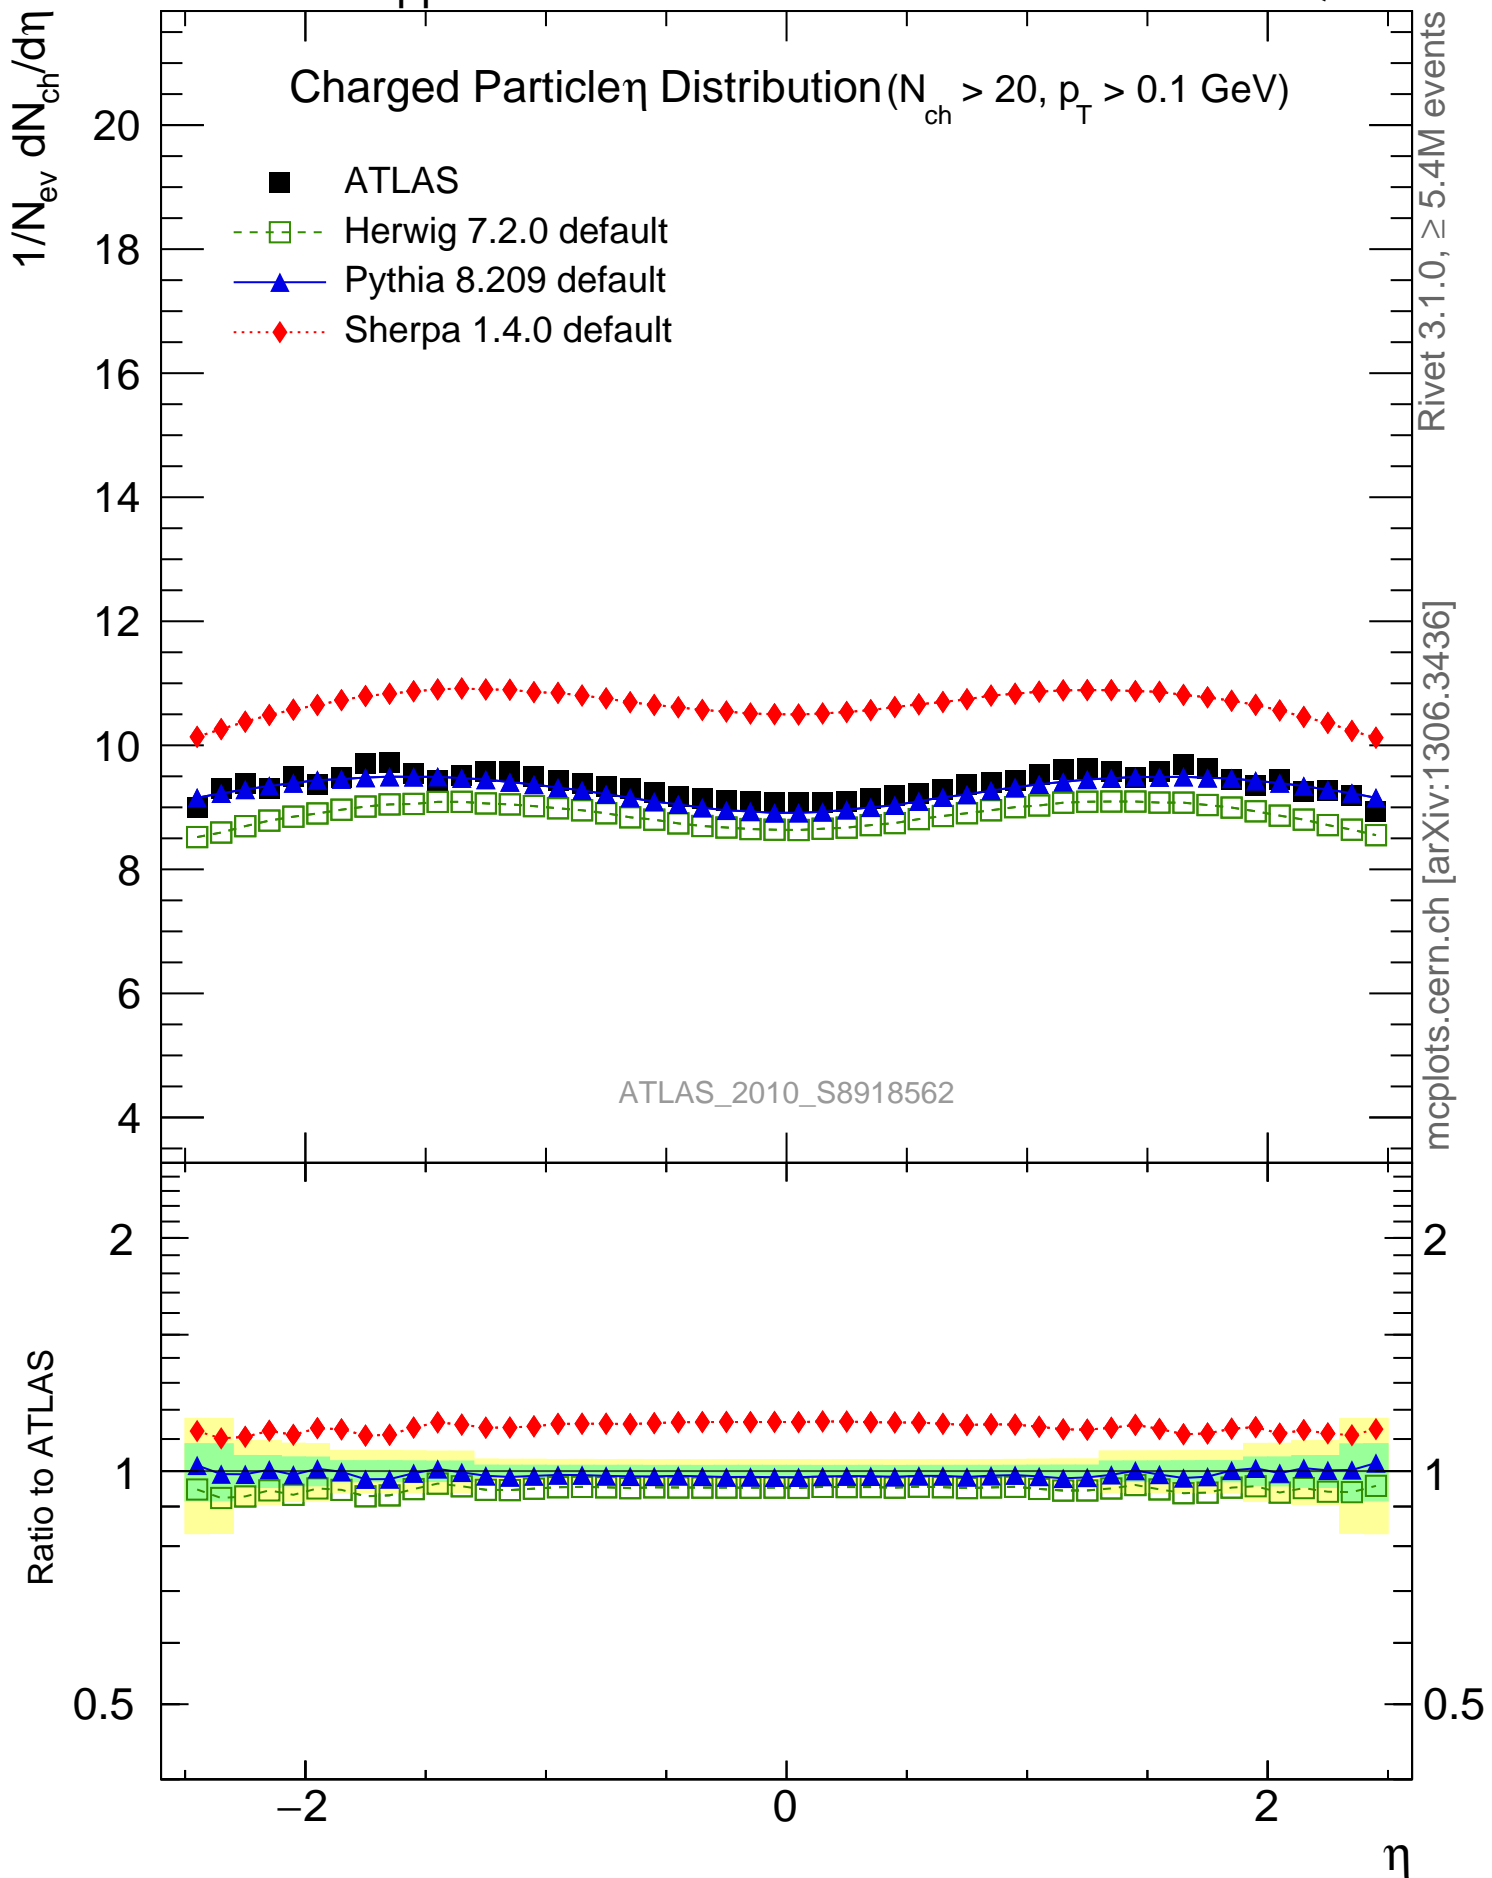 Charged Particleη Distribution (N_ch > 20, p_T > 0.1 GeV)
1/N_ev dN_ch/dη
ATLAS
Herwig 7.2.0 default
Pythia 8.209 default
Sherpa 1.4.0 default
20
18
16
14
12
10
8
6
4
ATLAS_2010_S8918562
Rivet 3.1.0, ≥ 5.4M events
mcplots.cern.ch [arXiv:1306.3436]
Ratio to ATLAS
2
2
1
1
0.5
0.5
−2
0
2
η